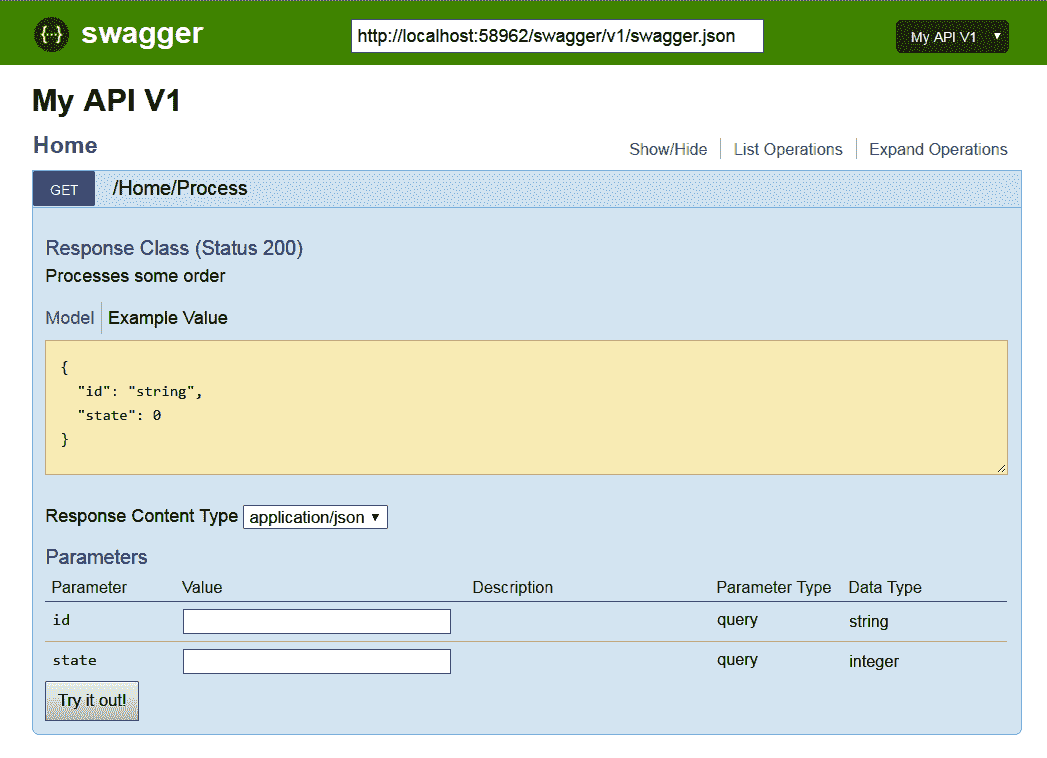 {···} swagger http://localhost:58962/swagger/v1/swagger.json My API V1 ▼
My API V1
Home Show/Hide List Operations Expand Operations
GET /Home/Process
Response Class (Status 200)
Processes some order
Model Example Value
{
"id": "string",
"state": 0
}
Response Content Type application/json ▼
Parameters
Parameter Value Description Parameter Type Data Type
id query string
state query integer
Try it out!